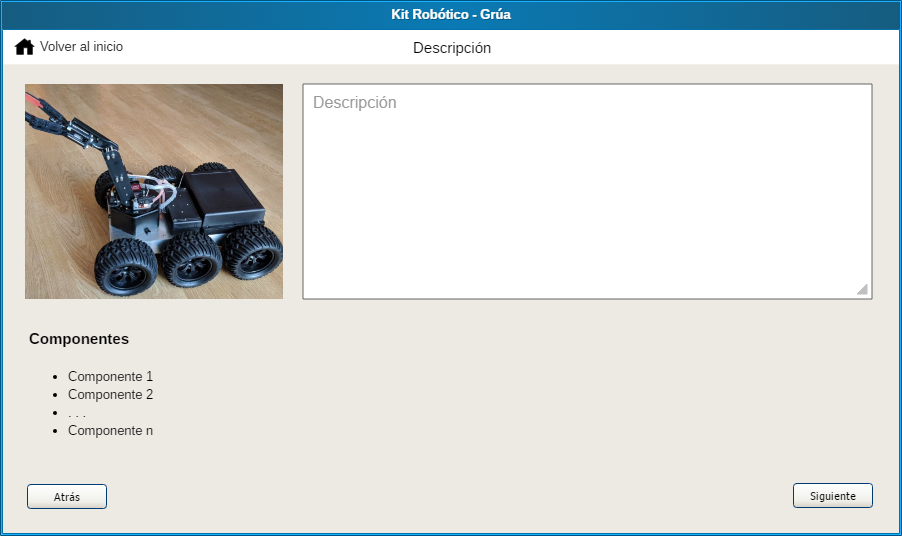 Kit Robótico - Grúa
Volver al inicio
Descripción
Descripción
Componentes
Componente 1
Componente 2
. . .
Componente n
Atrás
Siguiente